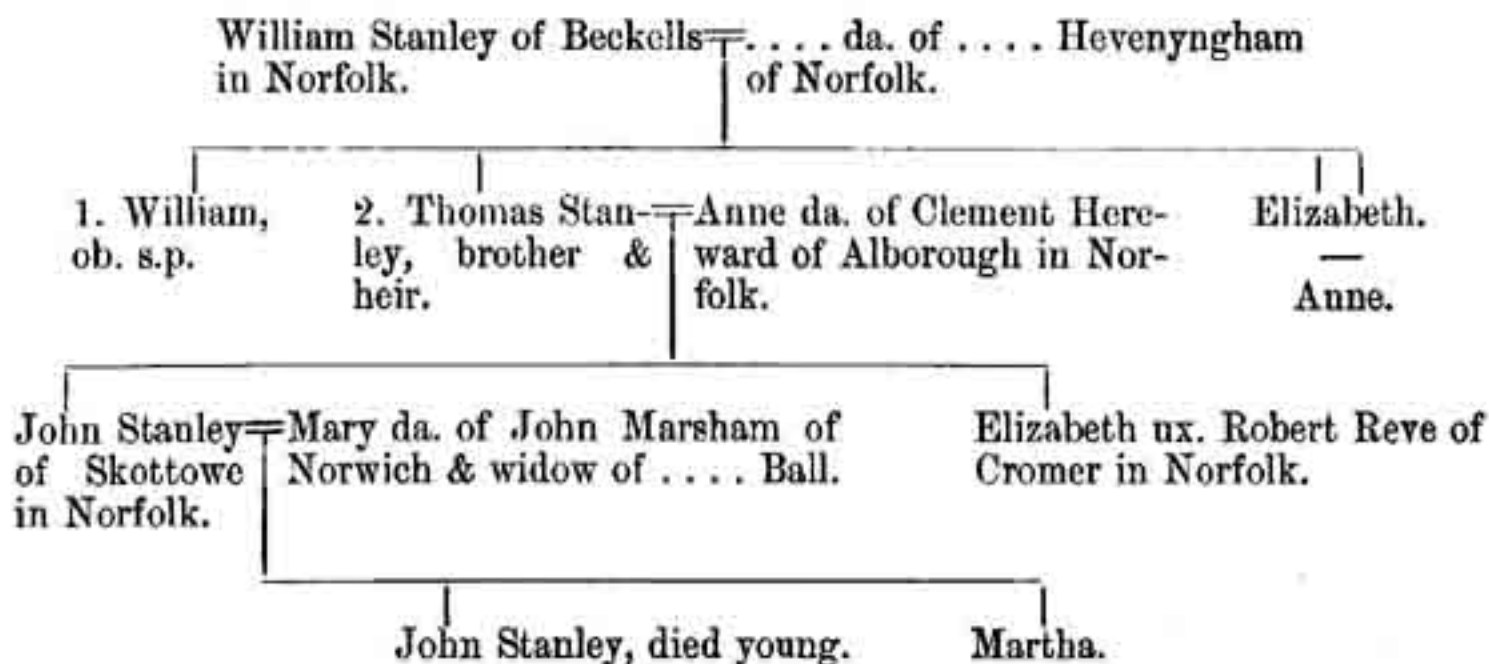 William Stanley of Beckells=.... da. of .... Hevenyngham
in Norfolk. of Norfolk.
1. William,
ob. s.p.
2. Thomas Stan-
ley, brother &
heir.
=Anne da. of Clement Here-
ward of Alborough in Nor-
folk.
Elizabeth.
—
Anne.
John Stanley
of Skottowe
in Norfolk.
=Mary da. of John Marsham of
Norwich & widow of .... Ball.
Elizabeth ux. Robert Reve of
Cromer in Norfolk.
John Stanley, died young.
Martha.